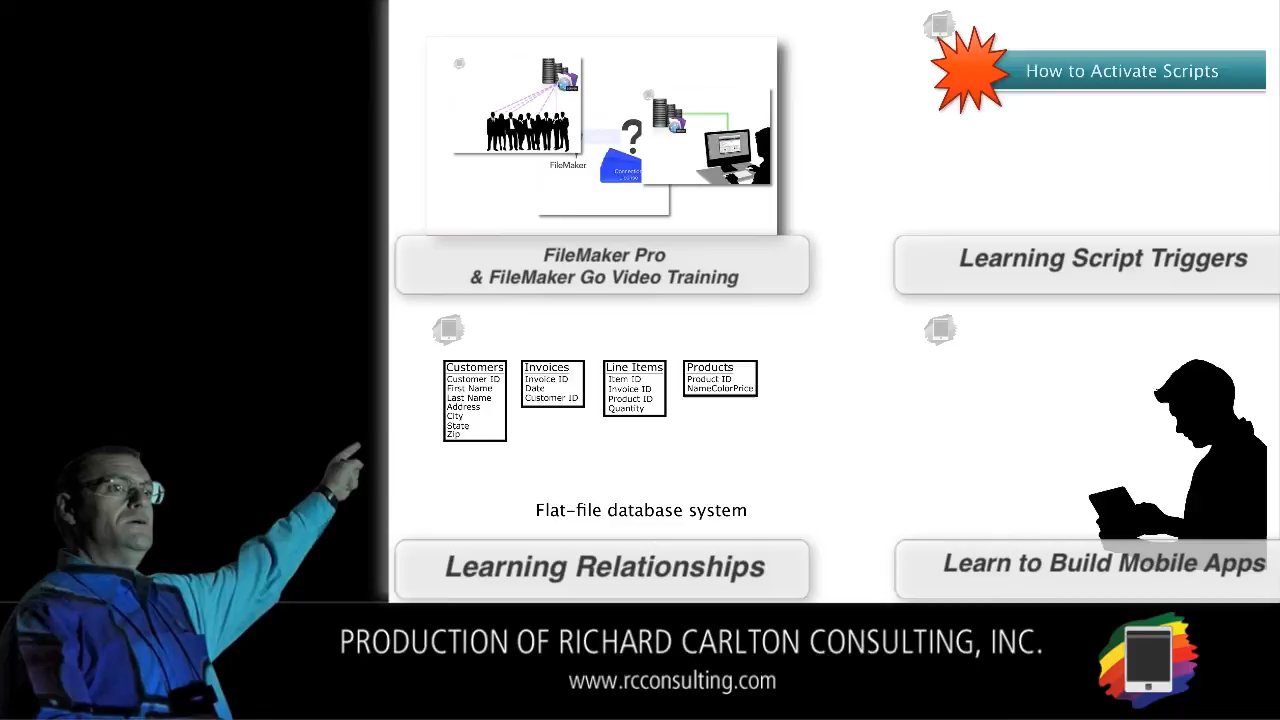 How to Activate Scripts
?
FileMaker
Connection
FileMaker Pro
& FileMaker Go Video Training
Learning Script Triggers
Customers
Customer ID
First Name
Last Name
Address
City
State
Zip
Invoices
Invoice ID
Date
Customer ID
Line Items
Item ID
Invoice ID
Product ID
Quantity
Products
Product ID
NameColorPrice
Flat-file database system
Learning Relationships
Learn to Build Mobile Apps
PRODUCTION OF RICHARD CARLTON CONSULTING, INC.
www.rcconsulting.com